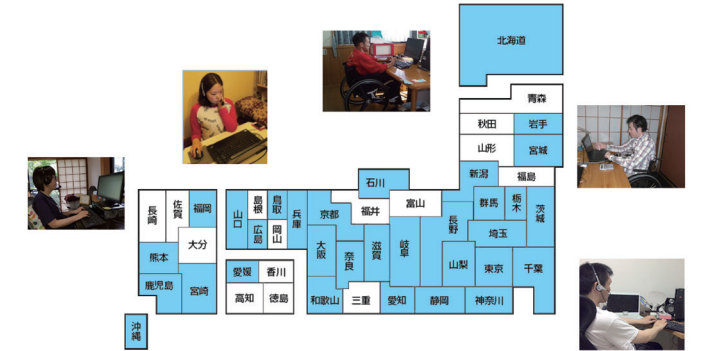 北海道
青森
秋田
岩手
山形
宮城
新潟
福島
石川
富山
福井
群馬
栃木
茨城
長野
埼玉
山梨
東京
千葉
神奈川
静岡
愛知
岐阜
滋賀
三重
京都
奈良
大阪
和歌山
兵庫
鳥取
島根
岡山
広島
山口
愛媛
香川
高知
徳島
福岡
佐賀
長崎
大分
熊本
鹿児島
宮崎
沖縄